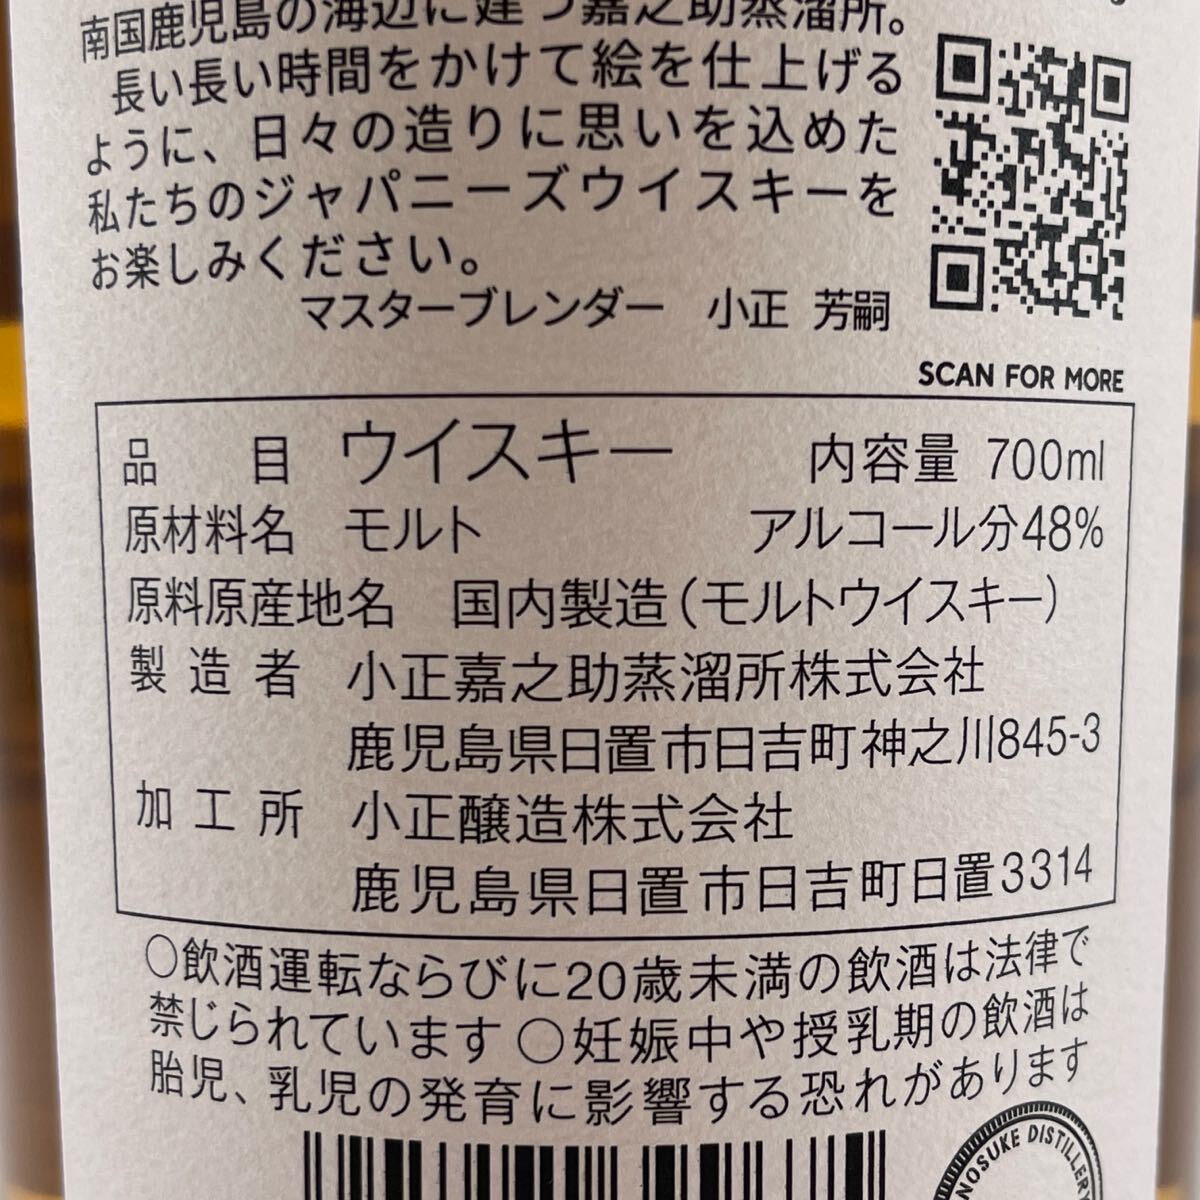 南国鹿児島の海辺に建つ嘉之助蒸溜所。
長い長い時間をかけて絵を仕上げる
ように、日々の造りに思いを込めた
私たちのジャパニーズウイスキーを
お楽しみください。
マスターブレンダー 小正 芳嗣
SCAN FOR MORE
品目 ウイスキー 内容量 700ml
原材料名 モルト アルコール分48%
原料原産地名 国内製造(モルトウイスキー)
製造者 小正嘉之助蒸溜所株式会社
鹿児島県日置市日吉町神之川845-3
加工所 小正醸造株式会社
鹿児島県日置市日吉町日置3314
○飲酒運転ならびに20歳未満の飲酒は法律で
禁じられています ○妊娠中や授乳期の飲酒は
胎児、乳児の発育に影響する恐れがあります
NOSUKE DISTILLERY